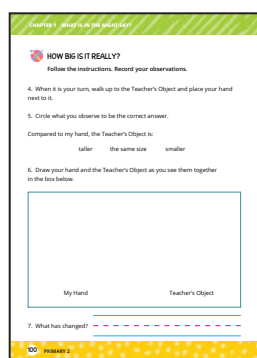 CHAPTER 1 WHAT IS IN THE NIGHT SKY?
HOW BIG IS IT REALLY?
Follow the instructions. Record your observations.
4. When it is your turn, walk up to the Teacher's Object and place your hand
next to it.
5. Circle what you observe to be the correct answer.
Compared to my hand, the Teacher's Object is:
taller the same size smaller
6. Draw your hand and the Teacher's Object as you see them together
in the box below.
My Hand Teacher's Object
7. What has changed?
100 PRIMARY 2